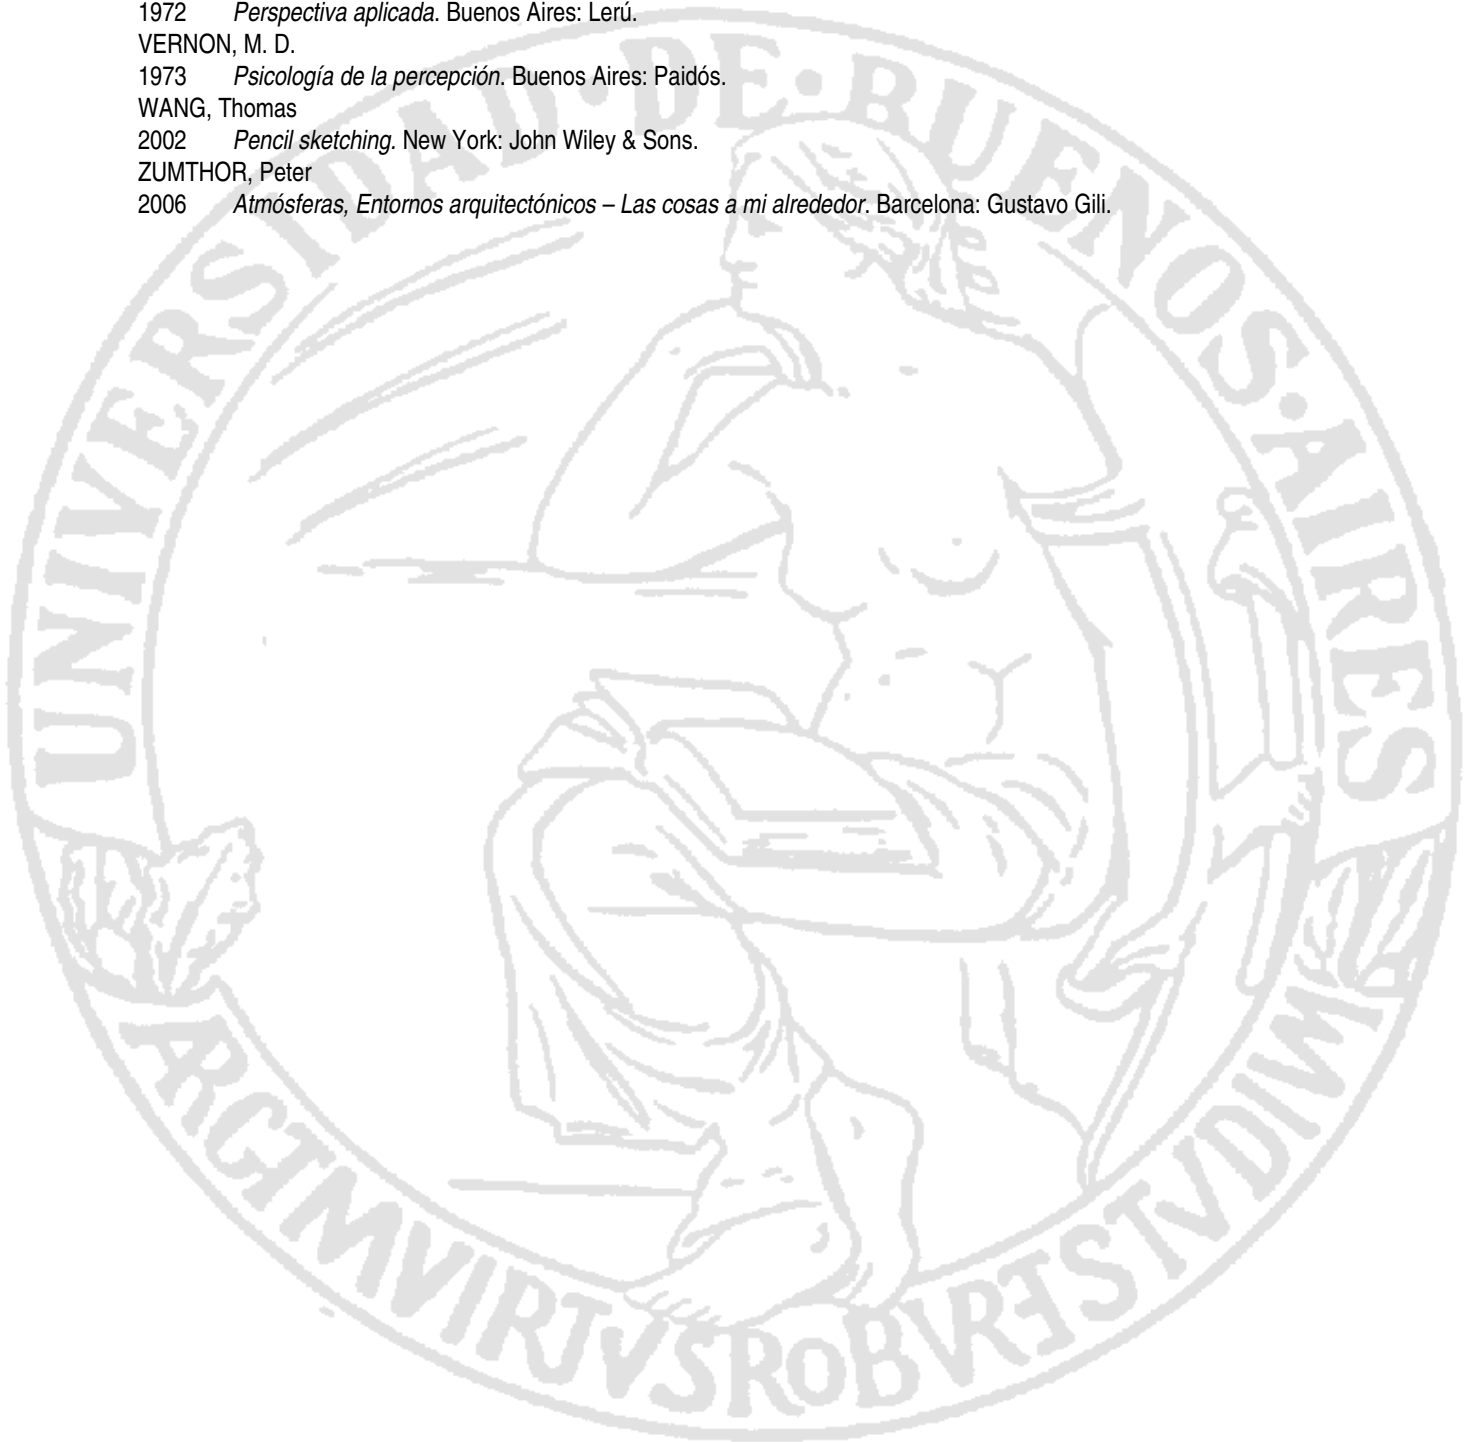 1972 Perspectiva aplicada. Buenos Aires: Lerú.
VERNON, M. D.
1973 Psicología de la percepción. Buenos Aires: Paidós.
WANG, Thomas
2002 Pencil sketching. New York: John Wiley & Sons.
ZUMTHOR, Peter
2006 Atmósferas, Entornos arquitectónicos – Las cosas a mi alrededor. Barcelona: Gustavo Gili.
UNIVERSIDAD·DE·BUENOS·AIRES
ARGTMVIRTVSROBVRETSTVDIVM